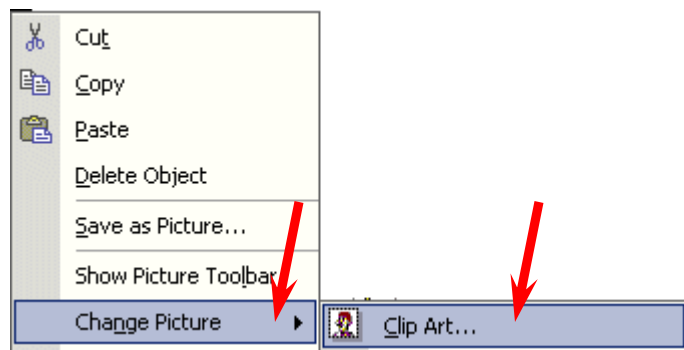 Cut
Copy
Paste
Delete Object
Save as Picture...
Show Picture Toolbar
Change Picture
Clip Art...